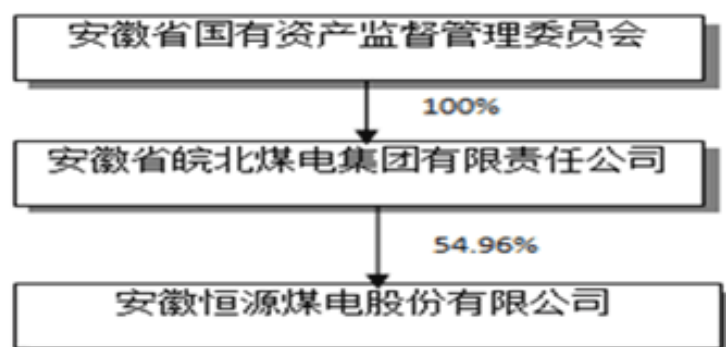 安徽省国有资产监督管理委员会
100%
安徽省皖北煤电集团有限责任公司
54.96%
安徽恒源煤电股份有限公司